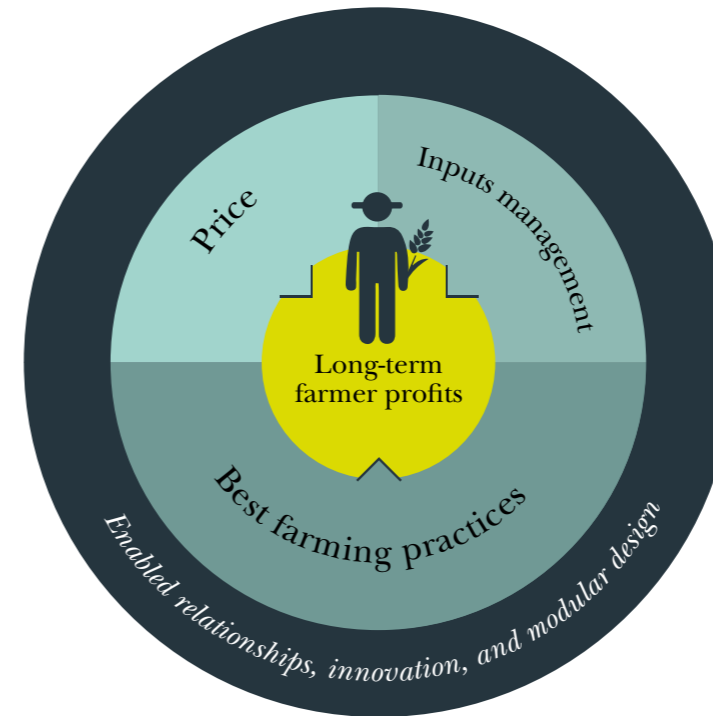 Price
Inputs management
Long-term
farmer profits
Best farming practices
Enabled relationships, innovation, and modular design